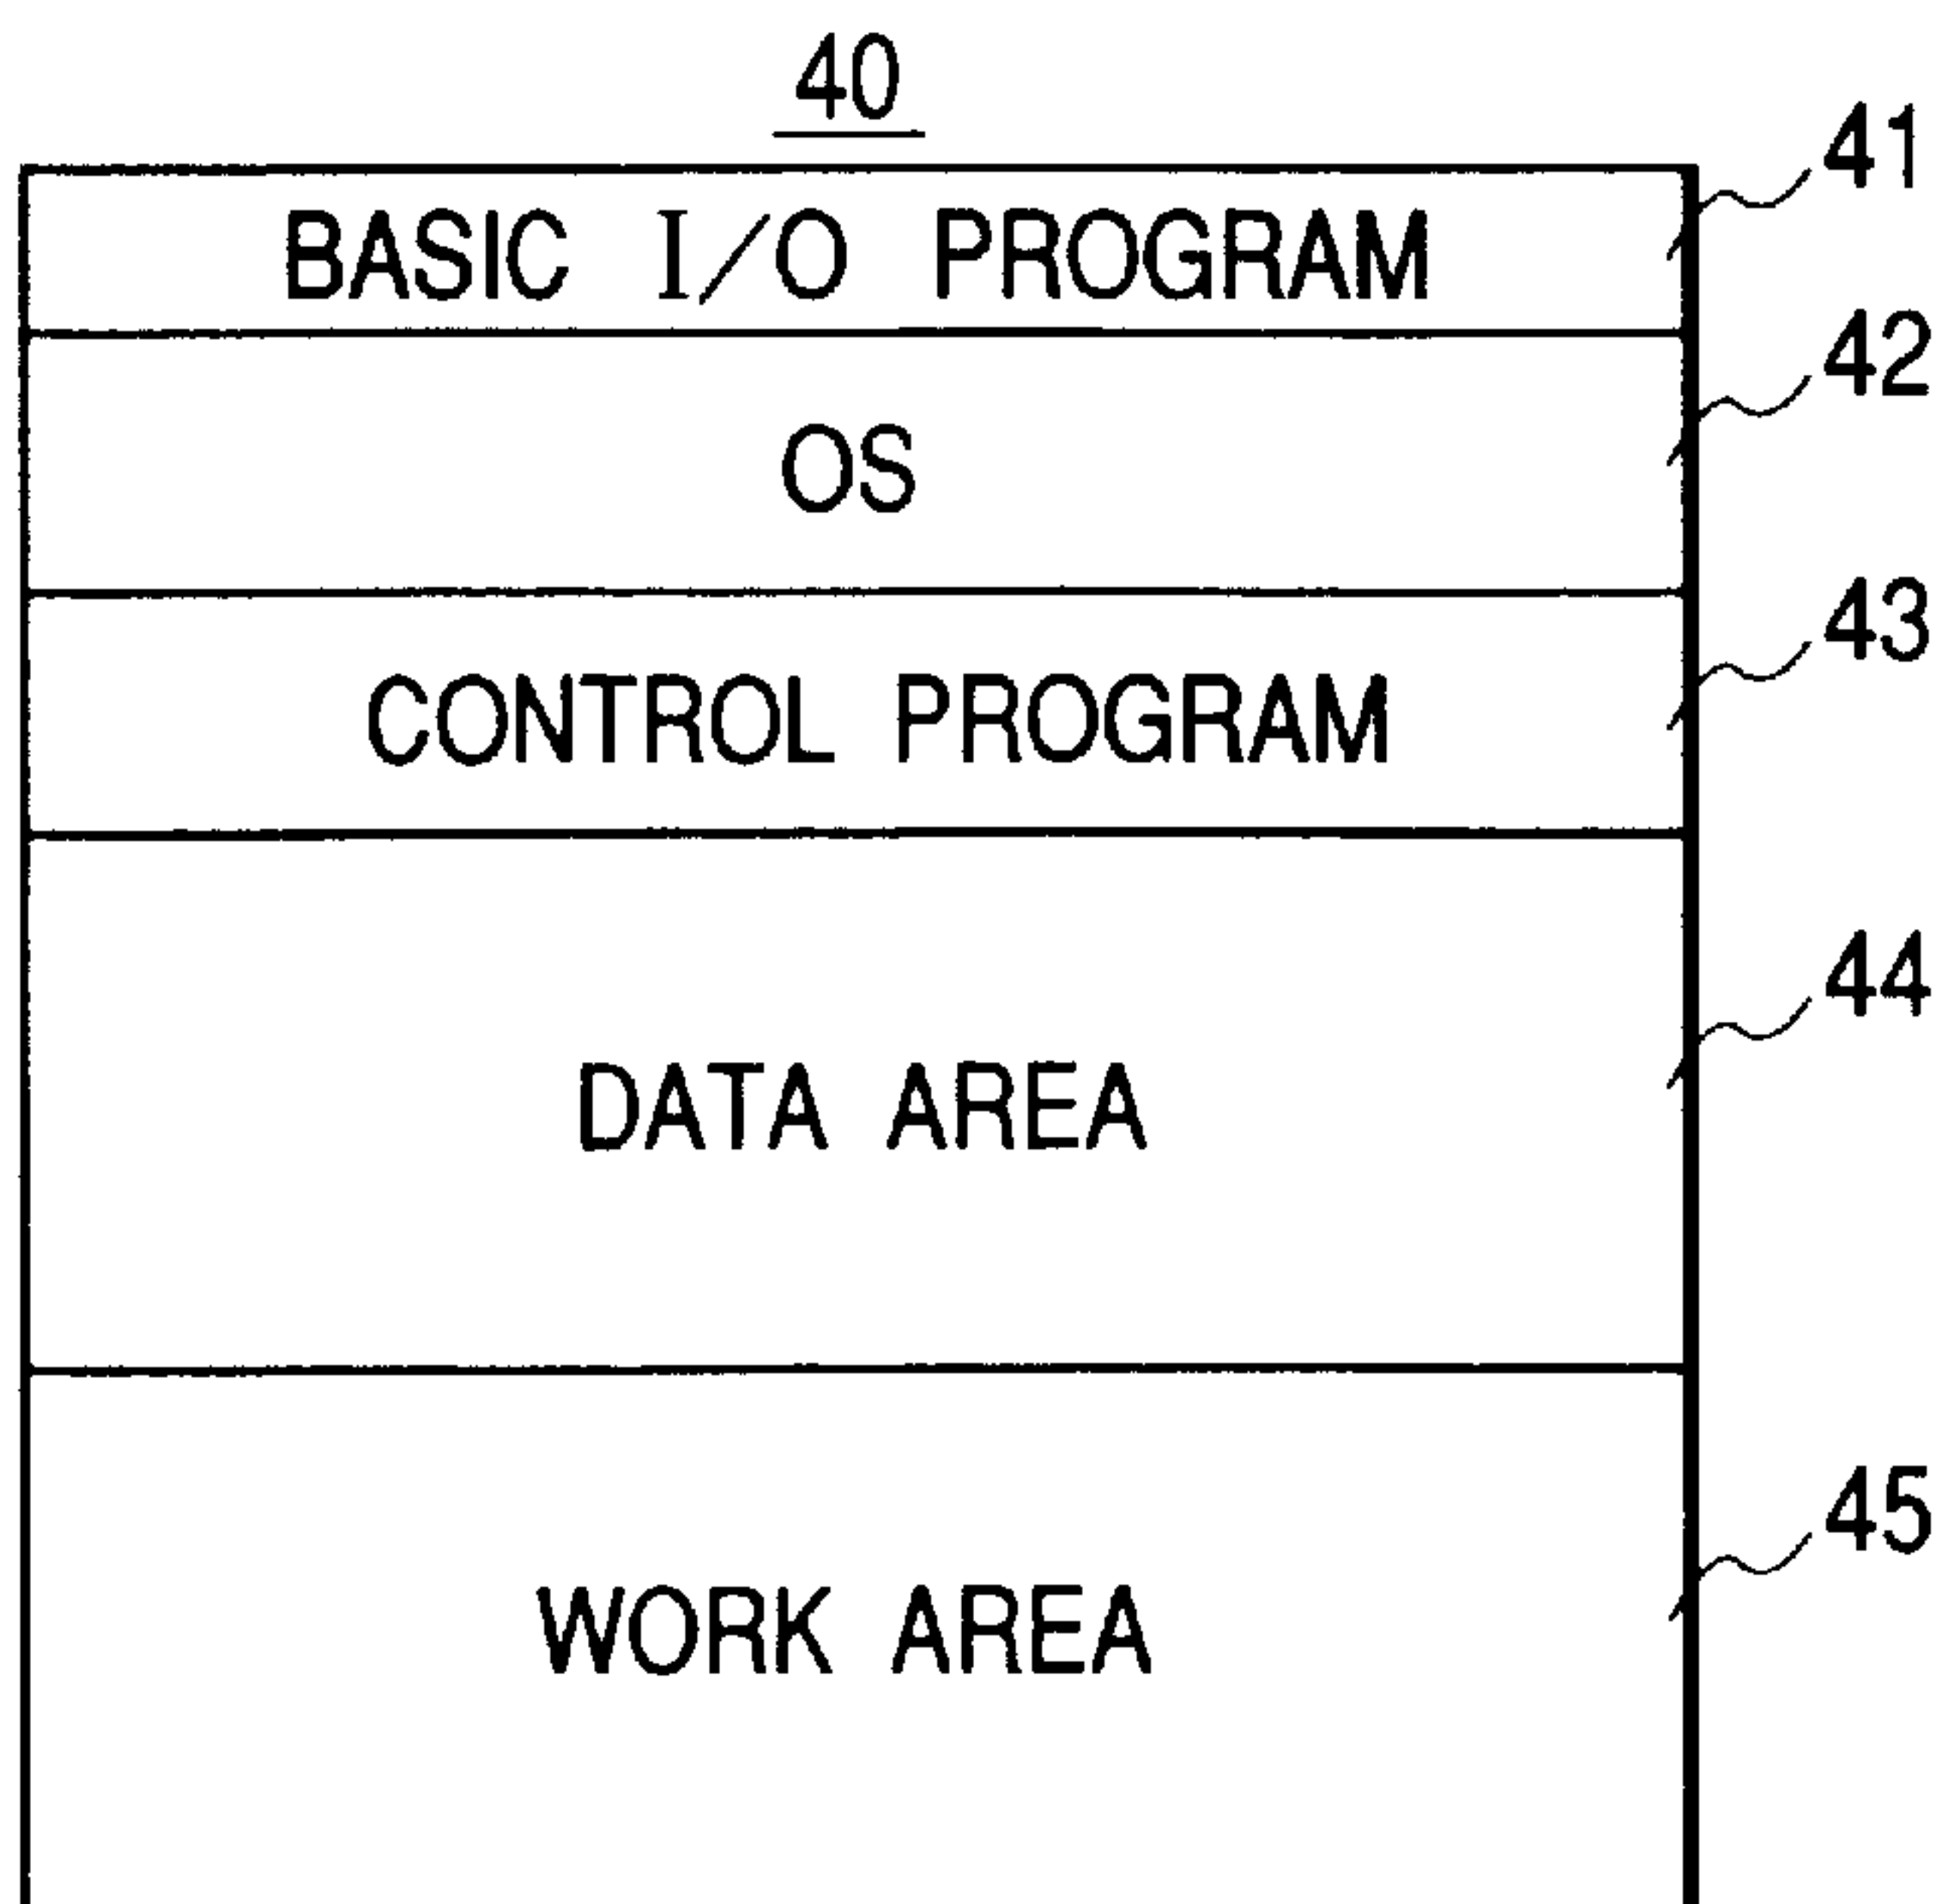 40
BASIC I/O PROGRAM
41
OS
42
CONTROL PROGRAM
43
DATA AREA
44
WORK AREA
45